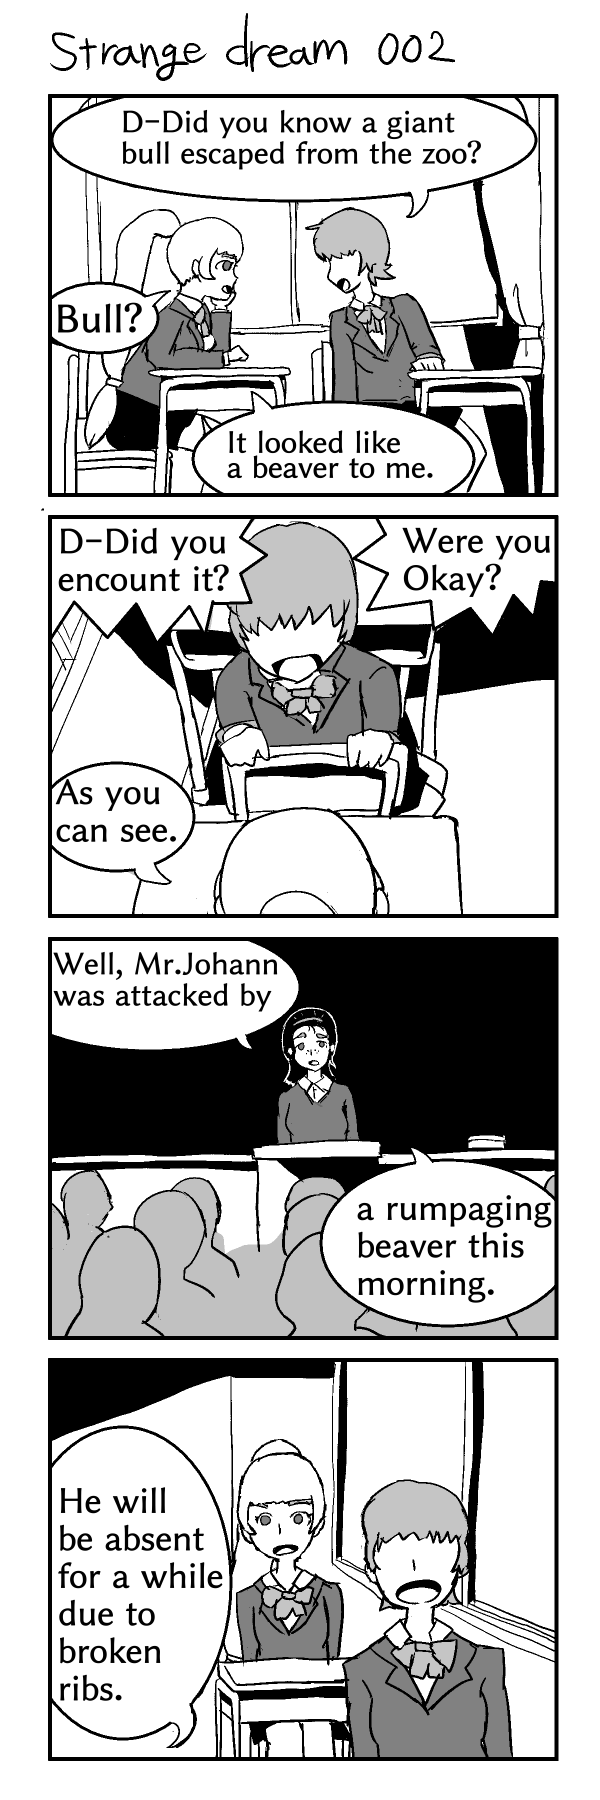 Strange dream 002
D-Did you know a giant
bull escaped from the zoo?
Bull?
It looked like
a beaver to me.
D-Did you
encount it?
Were you
Okay?
As you
can see.
Well, Mr.Johann
was attacked by
a rumpaging
beaver this
morning.
He will
be absent
for a while
due to
broken
ribs.